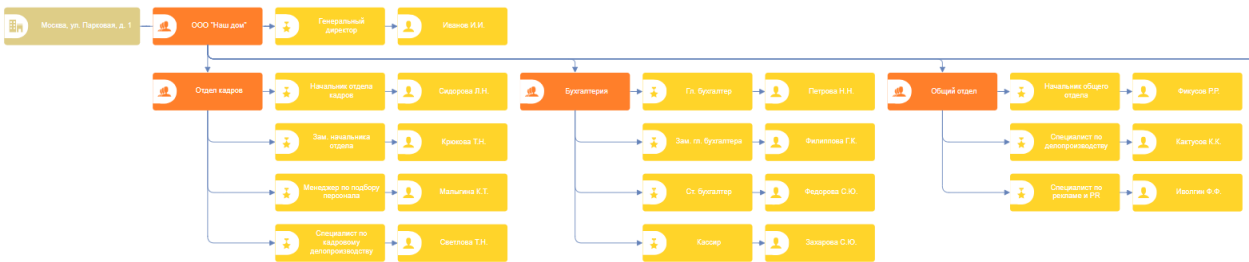 Москва, ул. Парковая, д. 1
ООО "Наш дом"
Генеральный
директор
Иванов И.И.
Отдел кадров
Начальник отдела
кадров
Сидорова Л.Н.
Бухгалтерия
Гл. бухгалтер
Петрова Н.Н.
Общий отдел
Начальник общего
отдела
Фикусов Р.Р.
Зам. начальника
отдела
Крюкова Т.Н.
Зам. гл. бухгалтера
Филиппова Г.К.
Специалист по
делопроизводству
Кактусов К.К.
Менеджер по подбору
персонала
Малыгина К.Т.
Ст. бухгалтер
Федорова С.Ю.
Специалист по
рекламе и PR
Иволгин Ф.Ф.
Специалист по
кадровому
делопроизводству
Светлова Т.Н.
Кассир
Захарова С.Ю.